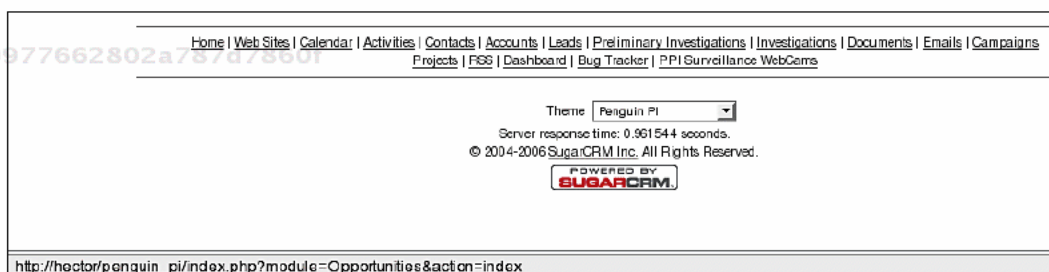 Home | Web Sites | Calendar | Activities | Contacts | Accounts | Leads | Preliminary Investigations | Investigations | Documents | Emails | Campaigns
9977662802a787d7860f
Projects | RSS | Dashboard | Bug Tracker | PPI Surveillance WebCams
Theme Penguin PI
Server response time: 0.961544 seconds.
© 2004-2006 SugarCRM Inc. All Rights Reserved.
POWERED BY
SUGARCRM.
http://hector/penguin_pi/index.php?module=Opportunities&action=index